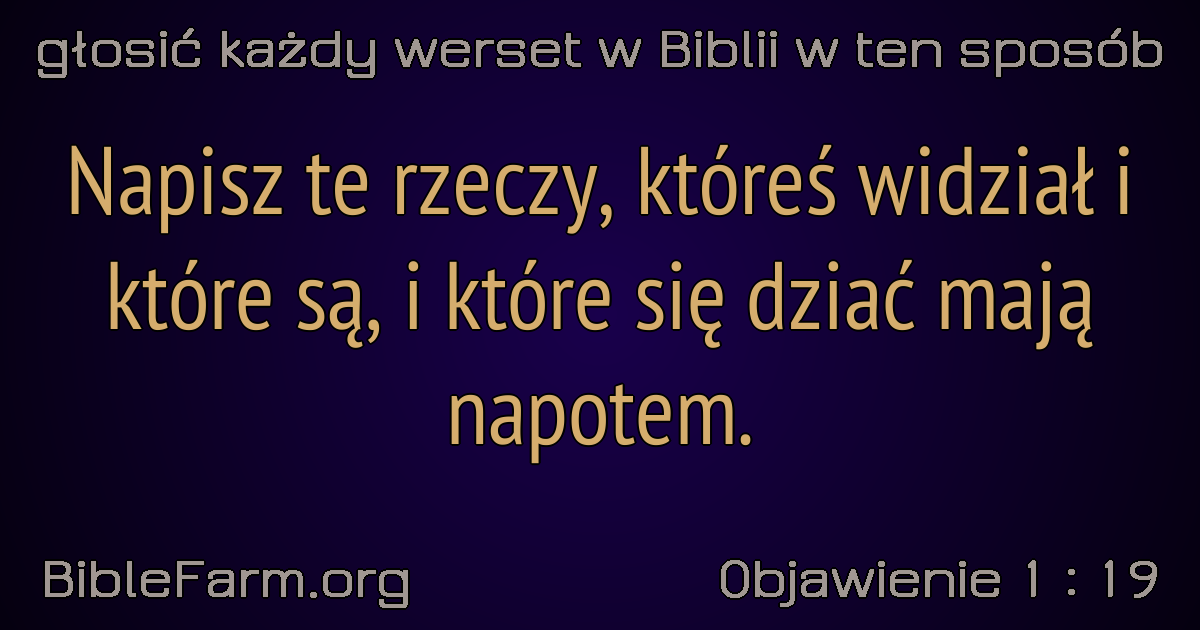 głosić każdy werset w Biblii w ten sposób
Napisz te rzeczy, któreś widział i
które są, i które się dziać mają
napotem.
BibleFarm.org
Objawienie 1 : 19